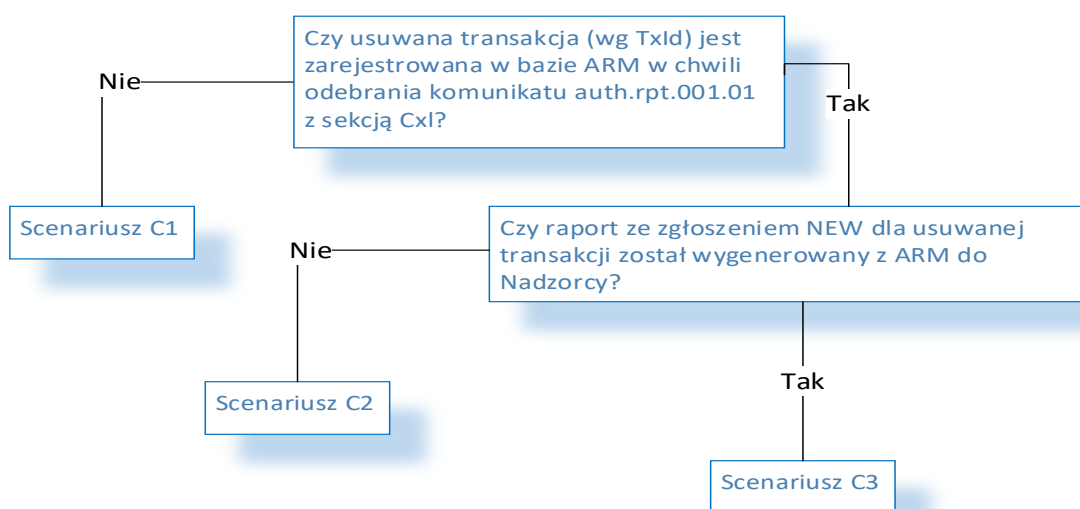 Czy usuwana transakcja (wg TxId) jest
zarejestrowana w bazie ARM w chwili
odebrania komunikatu auth.rpt.001.01
z sekcją Cxl?
Nie
Tak
Scenariusz C1
Czy raport ze zgłoszeniem NEW dla usuwanej
transakcji został wygenerowany z ARM do
Nadzorcy?
Nie
Tak
Scenariusz C2
Scenariusz C3